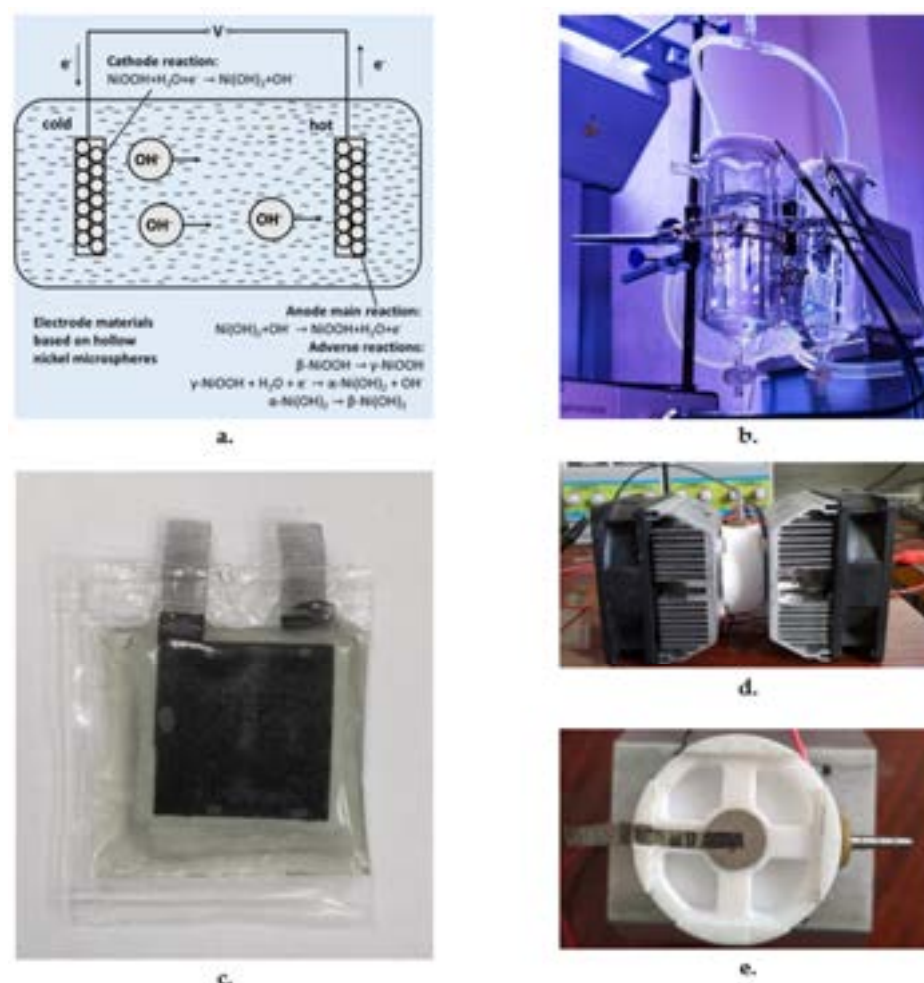 V
e-
e-
Cathode reaction:
NiOOH+H₂O+e- → Ni(OH)₂+OH-
cold
hot
OH-
OH-
OH-
Anode main reaction:
Ni(OH)₂+OH- → NiOOH+H₂O+e-
Adverse reactions:
β-NiOOH → γ-NiOOH
γ-NiOOH + H₂O + e- → α-Ni(OH)₂ + OH-
α-Ni(OH)₂ → β-Ni(OH)₂
Electrode materials
based on hollow
nickel microspheres
a.
b.
c.
d.
e.